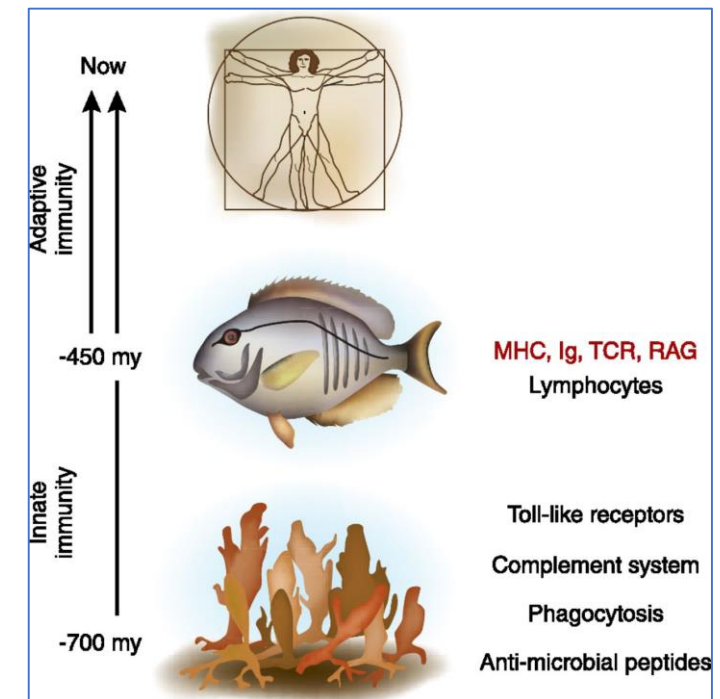 Now
Adaptive
immunity
-450 my
MHC, Ig, TCR, RAG
Lymphocytes
Innate
immunity
Toll-like receptors
Complement system
Phagocytosis
-700 my
Anti-microbial peptides